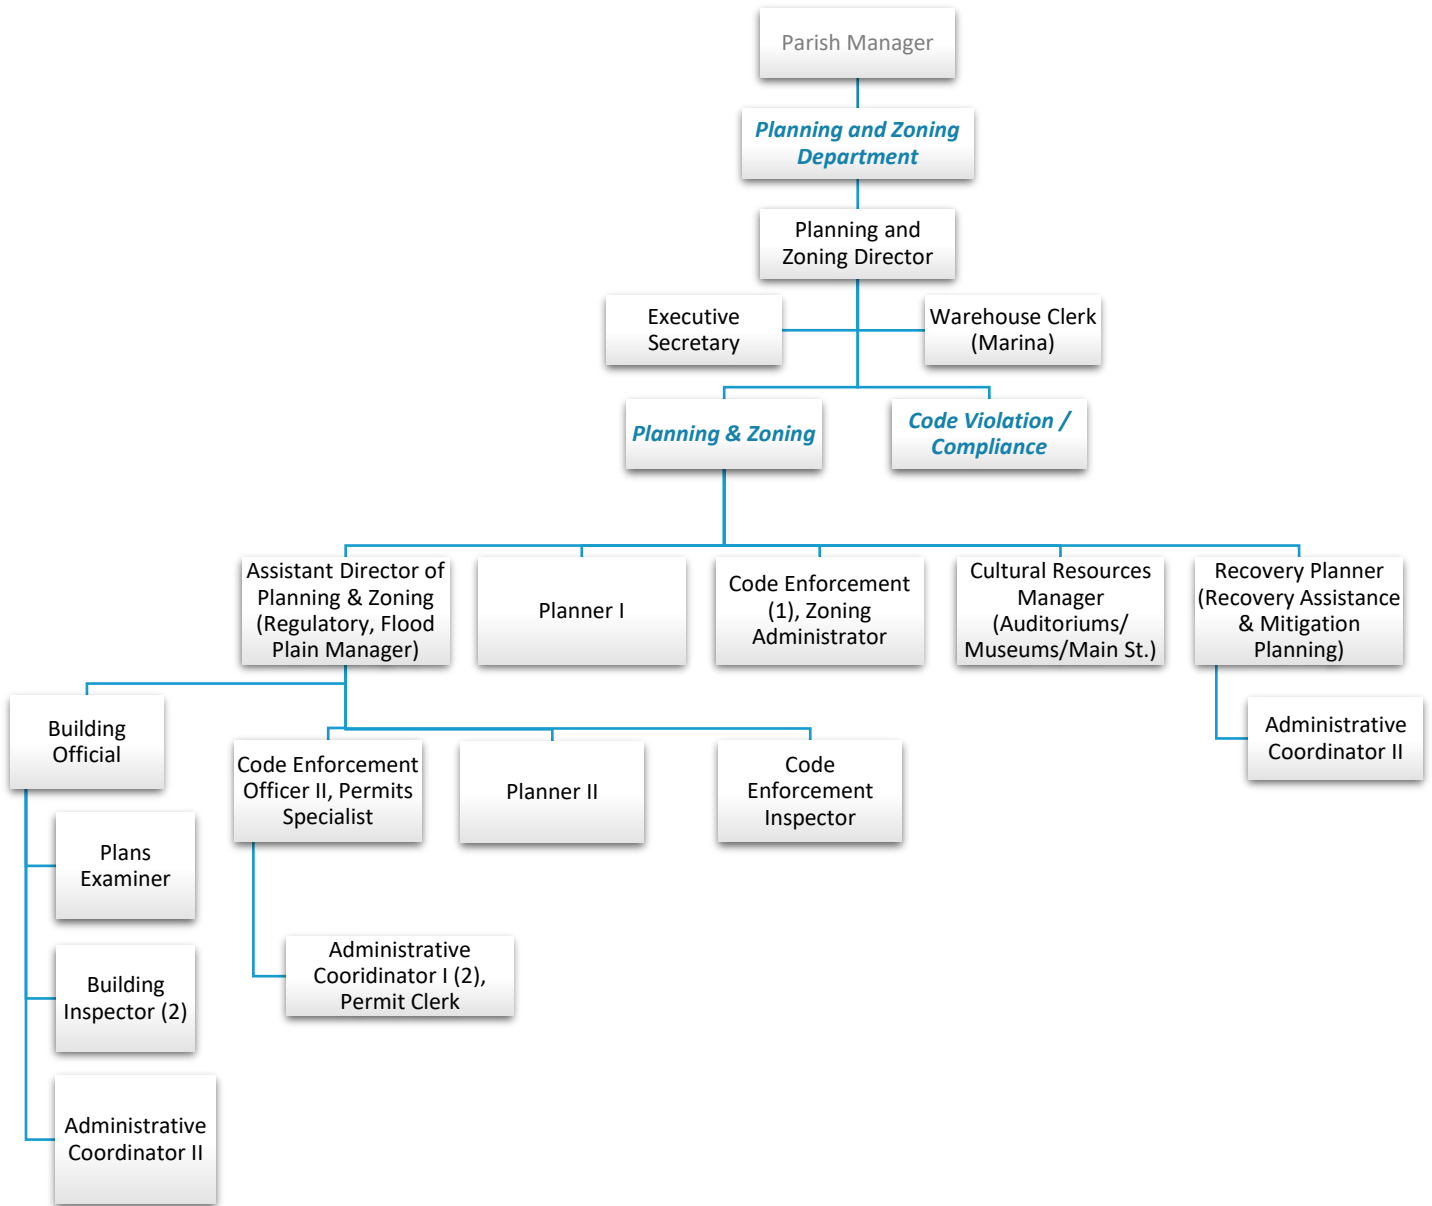 Parish Manager
Planning and Zoning
Department
Planning and
Zoning Director
Executive
Secretary
Warehouse Clerk
(Marina)
Planning & Zoning
Code Violation /
Compliance
Assistant Director of
Planning & Zoning
(Regulatory, Flood
Plain Manager)
Planner I
Code Enforcement
(1), Zoning
Administrator
Cultural Resources
Manager
(Auditoriums/
Museums/Main St.)
Recovery Planner
(Recovery Assistance
& Mitigation
Planning)
Building
Official
Code Enforcement
Officer II, Permits
Specialist
Planner II
Code
Enforcement
Inspector
Administrative
Coordinator II
Plans
Examiner
Building
Inspector (2)
Administrative
Cooridinator I (2),
Permit Clerk
Administrative
Coordinator II